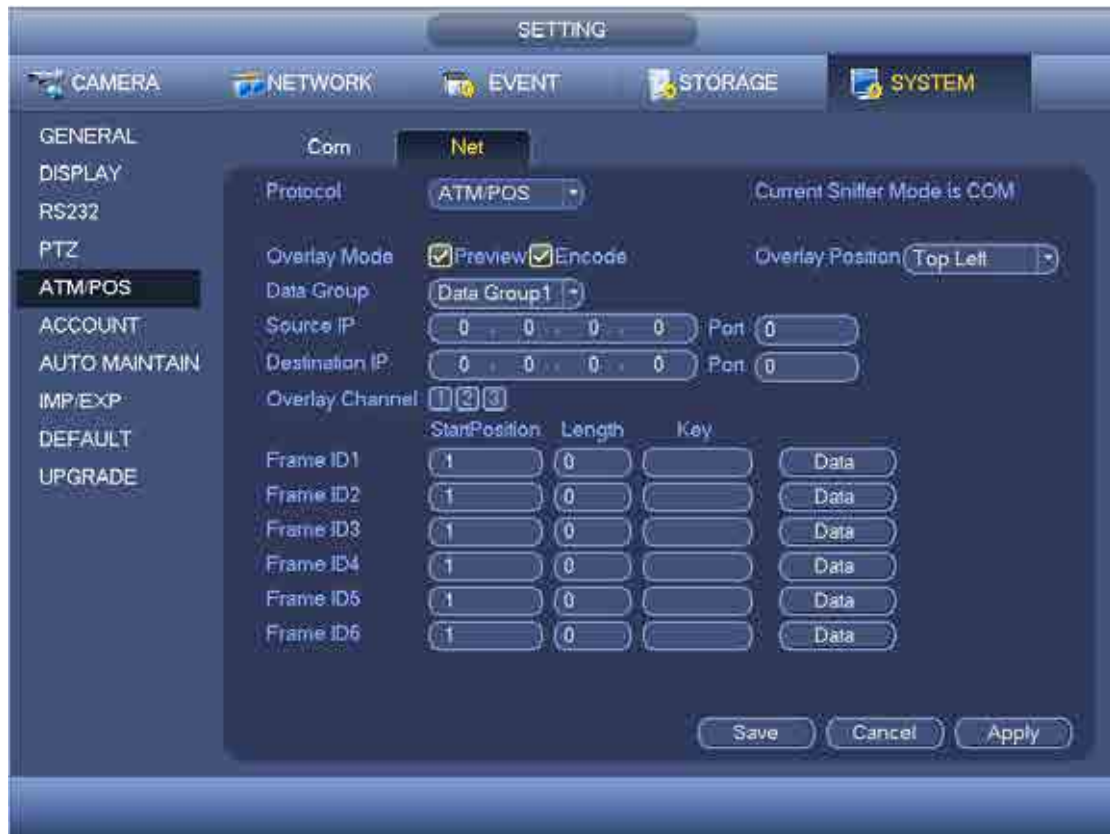 SETTING
CAMERA NETWORK EVENT STORAGE SYSTEM
GENERAL
DISPLAY
RS232
PTZ
ATM/POS
ACCOUNT
AUTO MAINTAIN
IMP/EXP
DEFAULT
UPGRADE
Com Net
Protocol ATM/POS Current Sniffer Mode is COM
Overlay Mode Preview Encode Overlay Position Top Left
Data Group Data Group1
Source IP 0 . 0 . 0 . 0 Port 0
Destination IP 0 . 0 . 0 . 0 Port 0
Overlay Channel 1 2 3
StartPosition Length Key
Frame ID1 1 0 Data
Frame ID2 1 0 Data
Frame ID3 1 0 Data
Frame ID4 1 0 Data
Frame ID5 1 0 Data
Frame ID6 1 0 Data
Save Cancel Apply